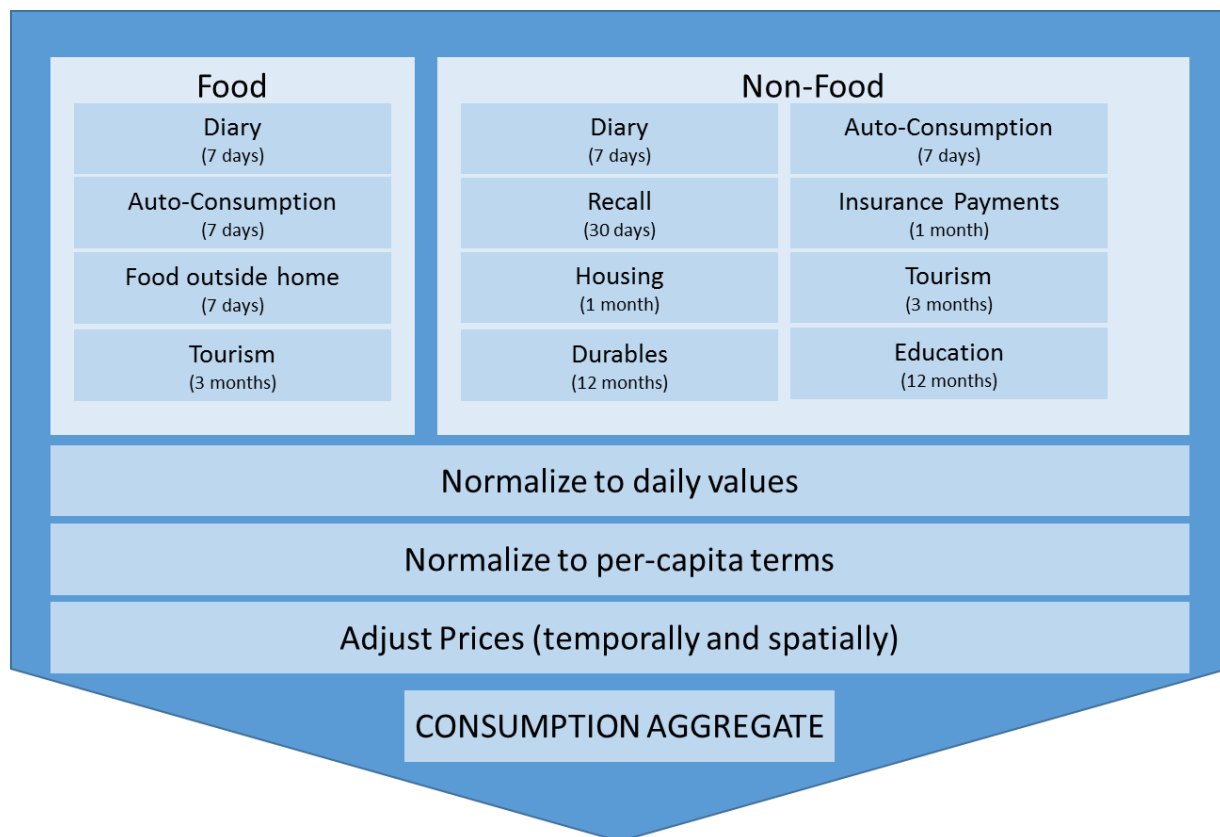 Food
Diary
(7 days)
Auto-Consumption
(7 days)
Food outside home
(7 days)
Tourism
(3 months)
Non-Food
Diary
(7 days)
Recall
(30 days)
Housing
(1 month)
Durables
(12 months)
Auto-Consumption
(7 days)
Insurance Payments
(1 month)
Tourism
(3 months)
Education
(12 months)
Normalize to daily values
Normalize to per-capita terms
Adjust Prices (temporally and spatially)
CONSUMPTION AGGREGATE